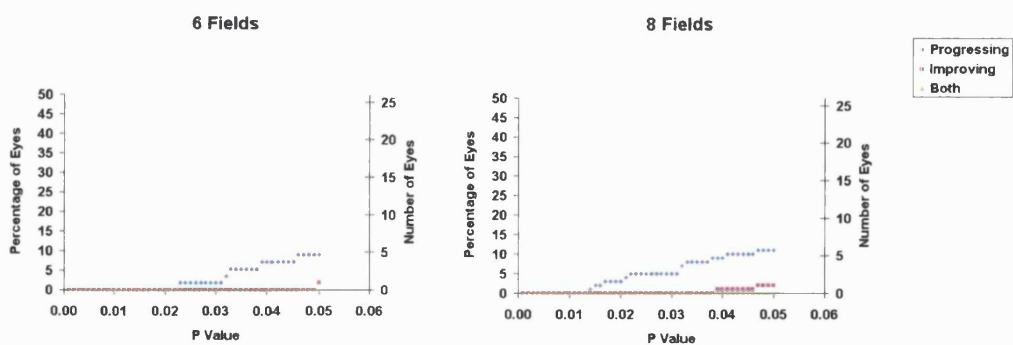 6 Fields
50
45
40
35
30
25
20
15
10
5
0
Percentage of Eyes
25
20
15
10
5
0
Number of Eyes
0.00 0.01 0.02 0.03 0.04 0.05 0.06
P Value
8 Fields
50
45
40
35
30
25
20
15
10
5
0
Percentage of Eyes
25
20
15
10
5
0
Number of Eyes
0.00 0.01 0.02 0.03 0.04 0.05 0.06
P Value
Progressing
Improving
Both